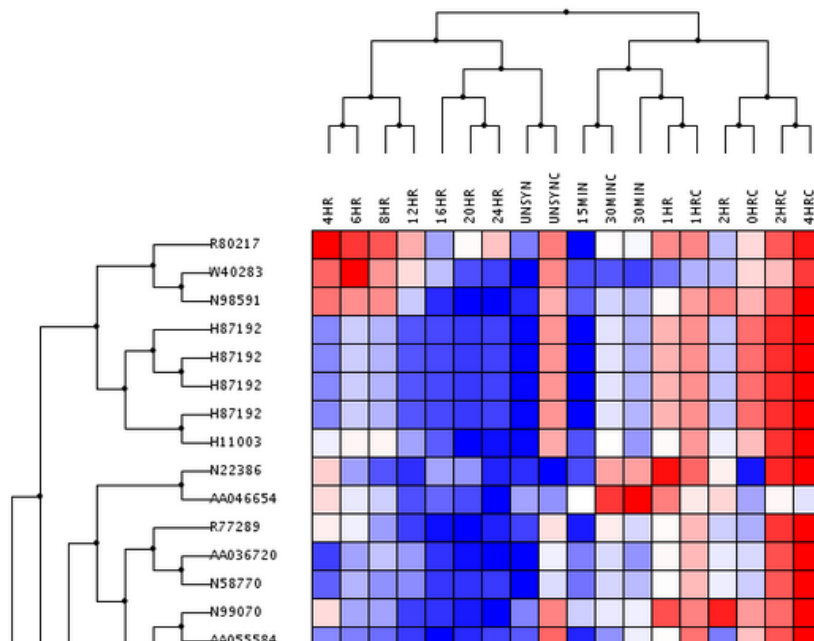 4HR
6HR
8HR
12HR
16HR
20HR
24HR
UNSYN
UNSYNC
15MIN
30MINC
30MIN
1HR
1HRC
2HR
0HRC
2HRC
4HRC
R80217
W40283
N98591
H87192
H87192
H87192
H87192
H11003
N22386
AA046654
R77289
AA036720
N58770
N99070
AA055584